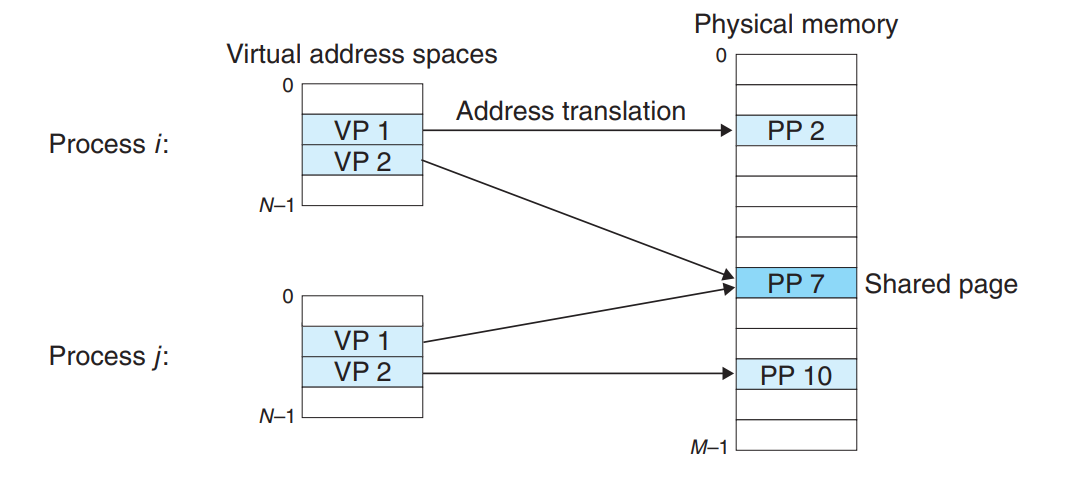 Physical memory
Virtual address spaces
0
0
Address translation
Process i:
VP 1
PP 2
VP 2
N–1
0
PP 7
Shared page
Process j:
VP 1
VP 2
PP 10
N–1
M–1